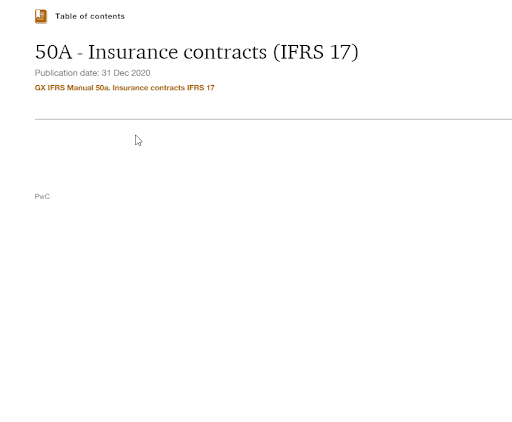 Table of contents
50A - Insurance contracts (IFRS 17)
Publication date: 31 Dec 2020
GX IFRS Manual 50a. Insurance contracts IFRS 17
PwC